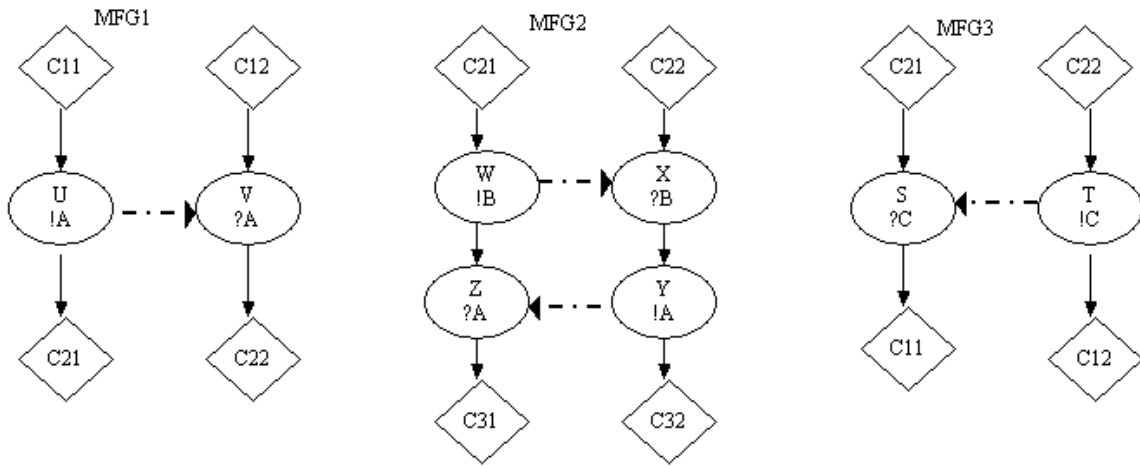 MFG1
C11
C12
U
!A
V
?A
C21
C22
MFG2
C21
C22
W
!B
X
?B
Z
?A
Y
!A
C31
C32
MFG3
C21
C22
S
?C
T
!C
C11
C12